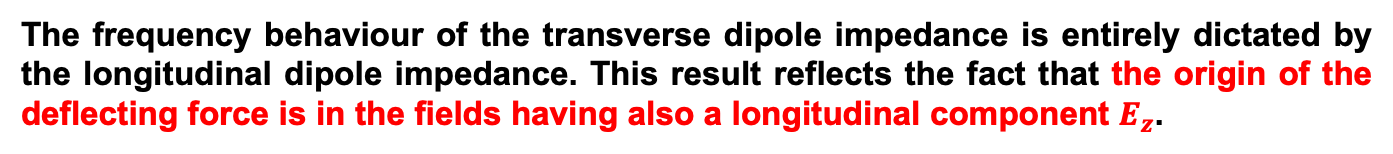 The frequency behaviour of the transverse dipole impedance is entirely dictated by
the longitudinal dipole impedance. This result reflects the fact that the origin of the
deflecting force is in the fields having also a longitudinal component E_z.